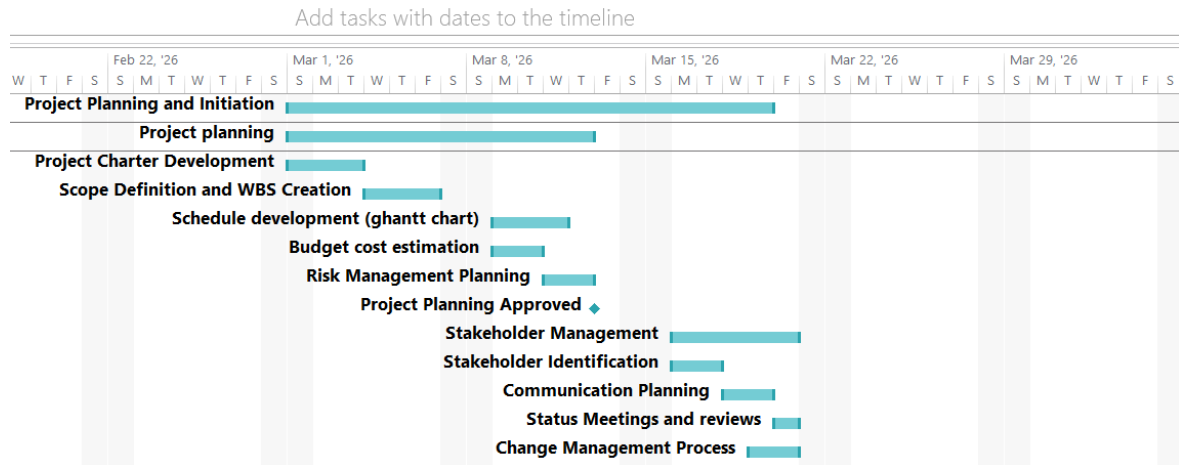 Add tasks with dates to the timeline
Feb 22, '26 Mar 1, '26 Mar 8, '26 Mar 15, '26 Mar 22, '26 Mar 29, '26
W T F S S M T W T F S S M T W T F S S M T W T F S S M T W T F S S M T W T F S S M T W T F S
Project Planning and Initiation
Project planning
Project Charter Development
Scope Definition and WBS Creation
Schedule development (ghantt chart)
Budget cost estimation
Risk Management Planning
Project Planning Approved
Stakeholder Management
Stakeholder Identification
Communication Planning
Status Meetings and reviews
Change Management Process